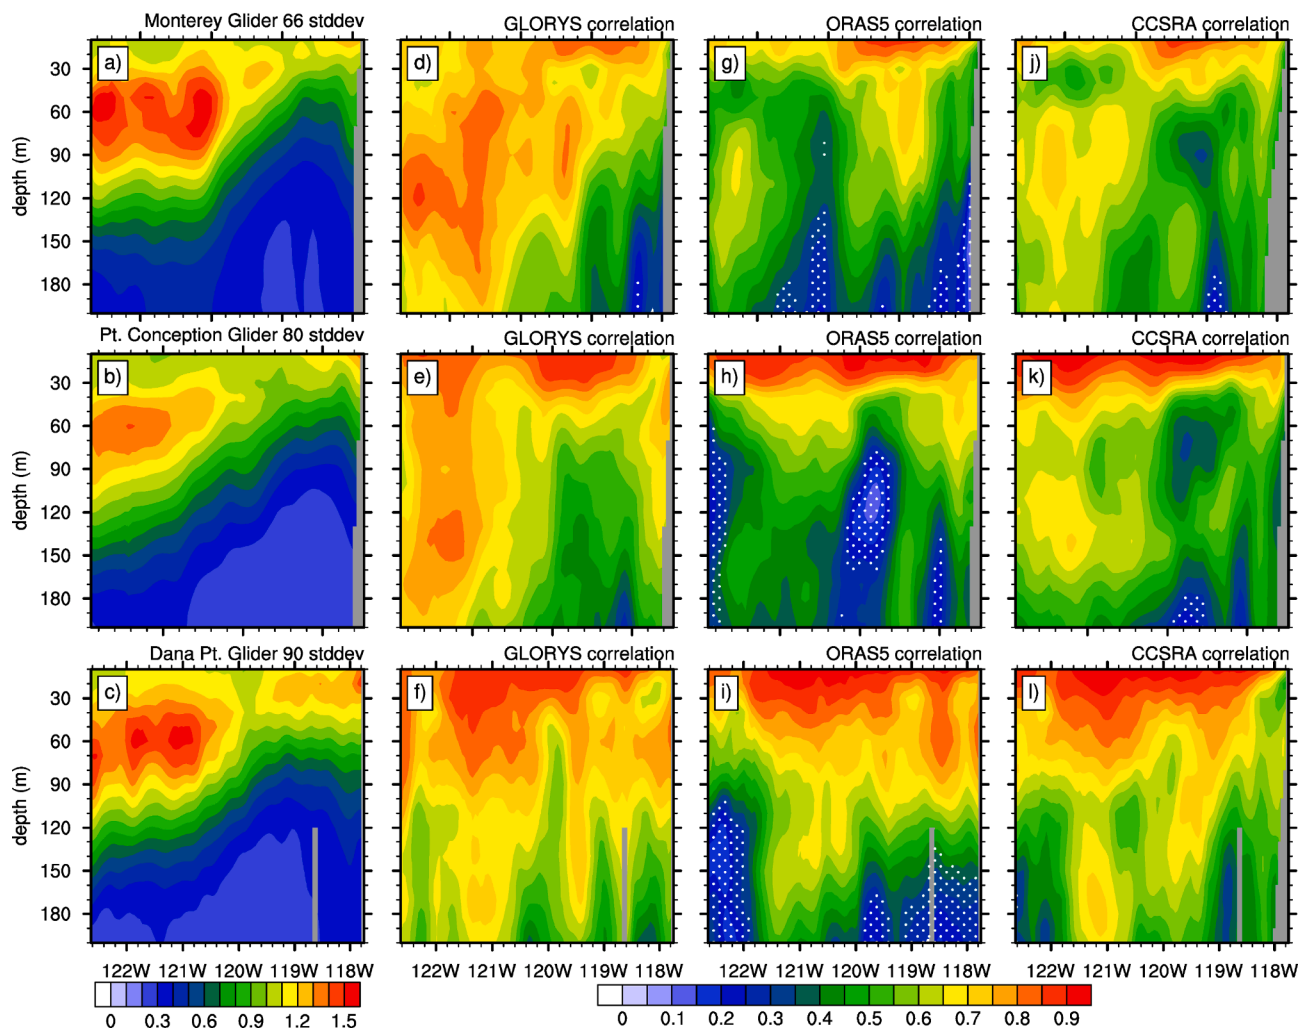 Monterey Glider 66 stddev GLORYS correlation ORAS5 correlation CCSRA correlation
a) d) g) j)
30
60
90
120
150
180
depth (m)
Pt. Conception Glider 80 stddev GLORYS correlation ORAS5 correlation CCSRA correlation
b) e) h) k)
30
60
90
120
150
180
depth (m)
Dana Pt. Glider 90 stddev GLORYS correlation ORAS5 correlation CCSRA correlation
c) f) i) l)
30
60
90
120
150
180
depth (m)
122W 121W 120W 119W 118W 122W 121W 120W 119W 118W 122W 121W 120W 119W 118W 122W 121W 120W 119W 118W
0 0.3 0.6 0.9 1.2 1.5 0 0.1 0.2 0.3 0.4 0.5 0.6 0.7 0.8 0.9